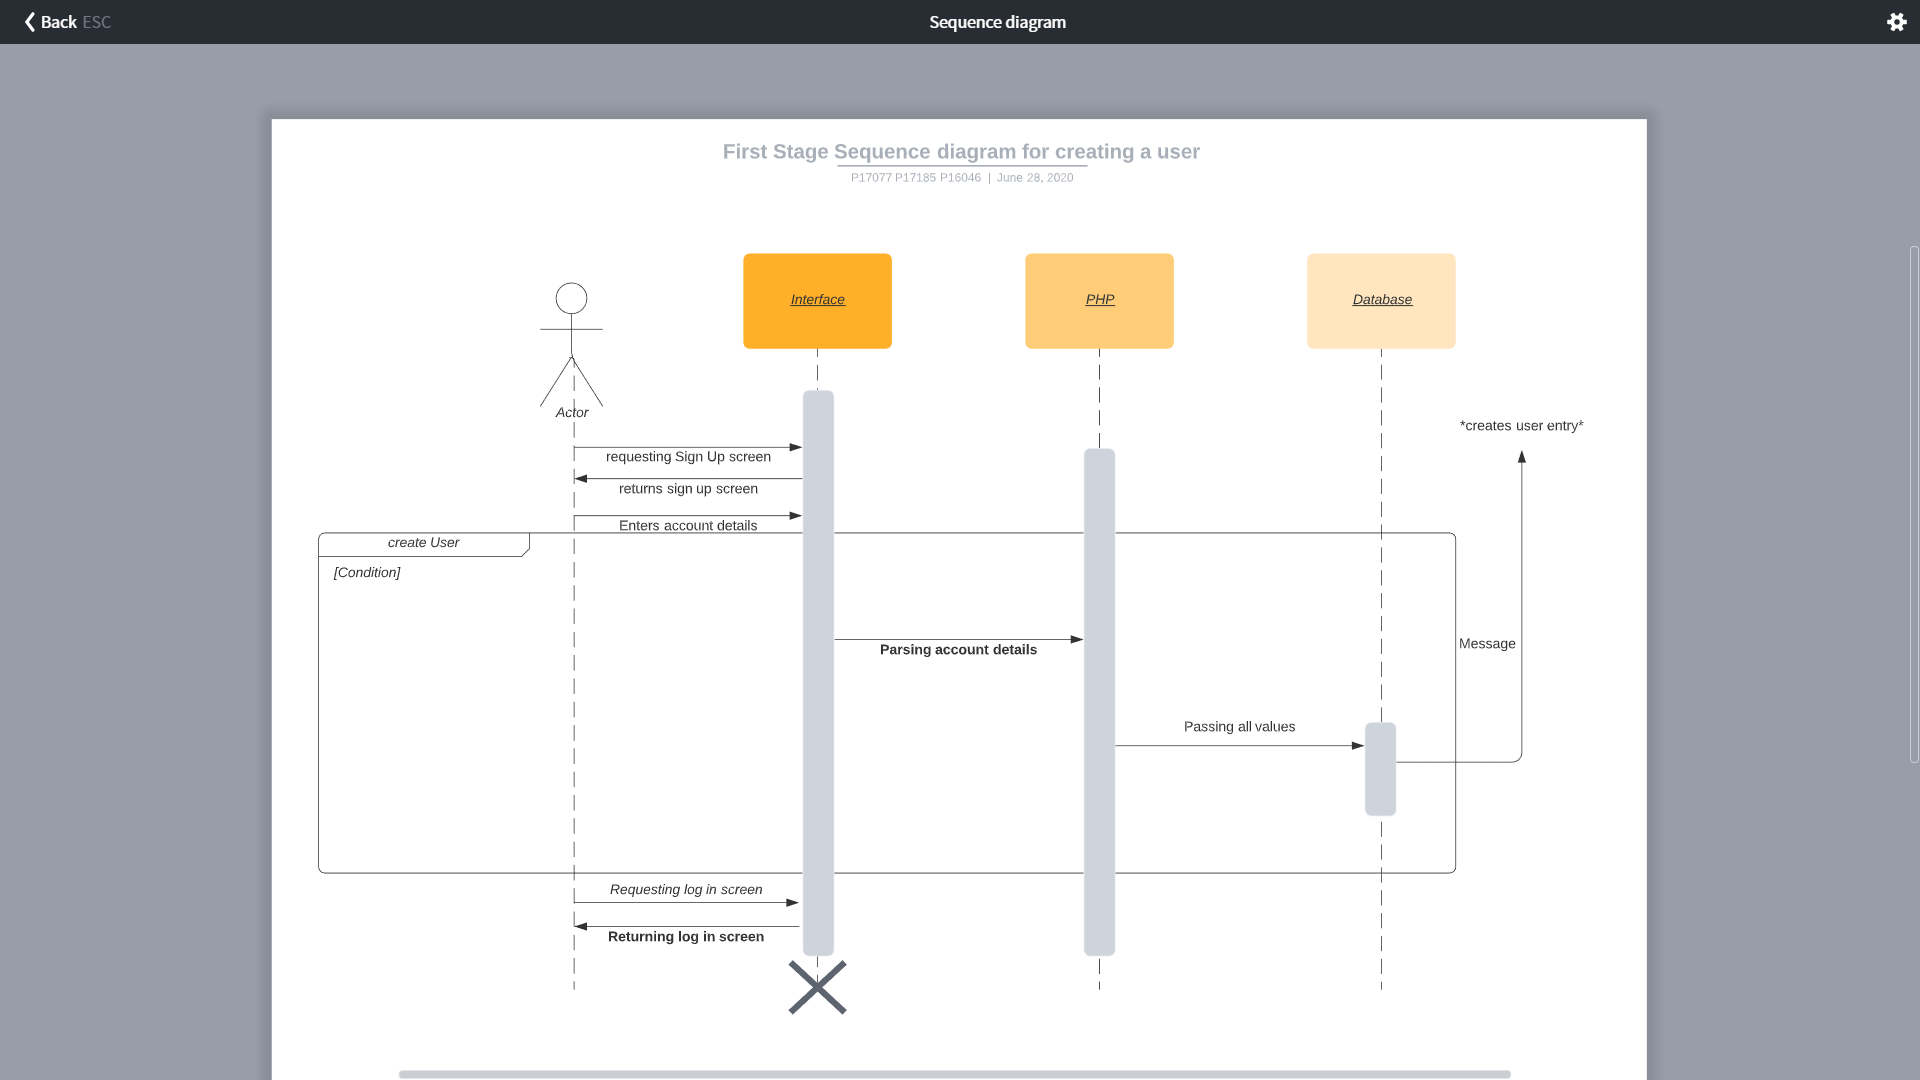 Back ESC
Sequence diagram
First Stage Sequence diagram for creating a user
P17077 P17185 P16046 | June 28, 2020
Interface
PHP
Database
Actor
*creates user entry*
requesting Sign Up screen
returns sign up screen
Enters account details
create User
[Condition]
Parsing account details
Message
Passing all values
Requesting log in screen
Returning log in screen